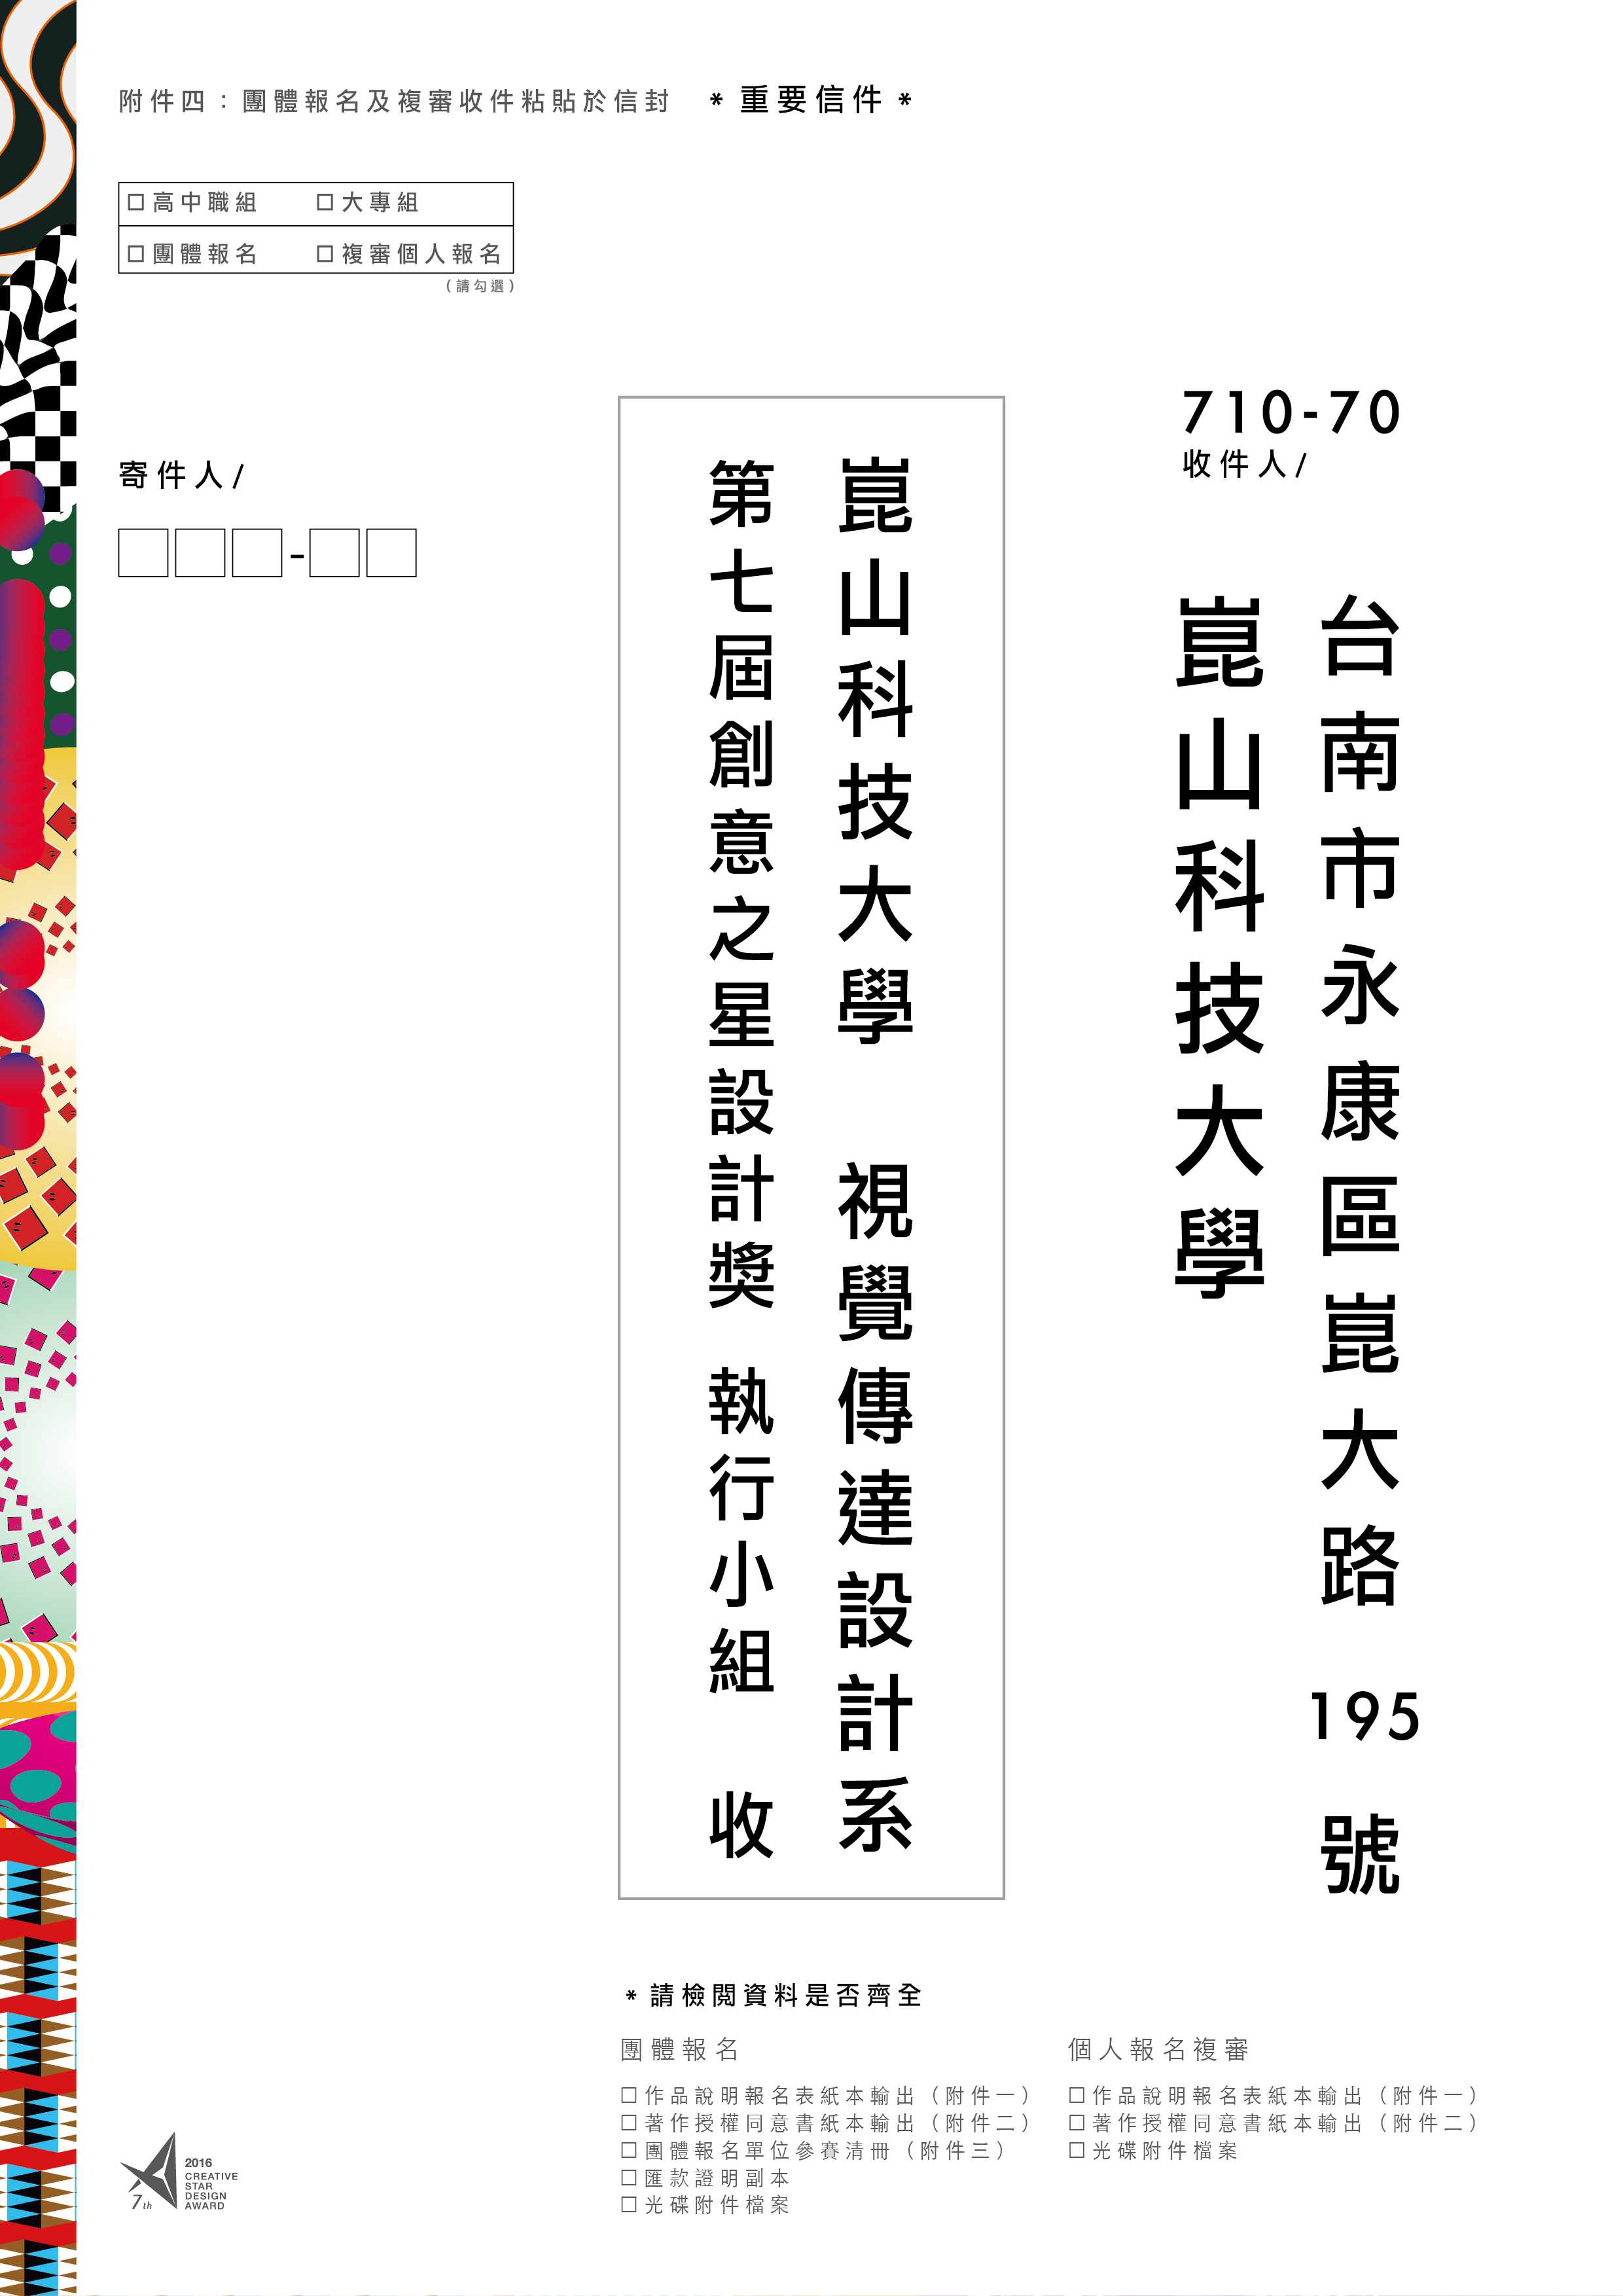 附件四：團體報名及複審收件粘貼於信封 * 重要信件 *
□ 高中職組 □ 大專組
□ 團體報名 □ 複審個人報名
(請勾選)
710-70
收件人/
台南市永康區崑大路 195 號
崑山科技大學
崑山科技大學 視覺傳達設計系
第七屆創意之星設計獎 執行小組 收
寄件人/
□□□-□□
* 請檢閱資料是否齊全
團體報名
□ 作品說明報名表紙本輸出（附件一）
□ 著作授權同意書紙本輸出（附件二）
□ 團體報名單位參賽清冊（附件三）
□ 匯款證明副本
□ 光碟附件檔案
個人報名複審
□ 作品說明報名表紙本輸出（附件一）
□ 著作授權同意書紙本輸出（附件二）
□ 光碟附件檔案
7th
2016
CREATIVE
STAR
DESIGN
AWARD